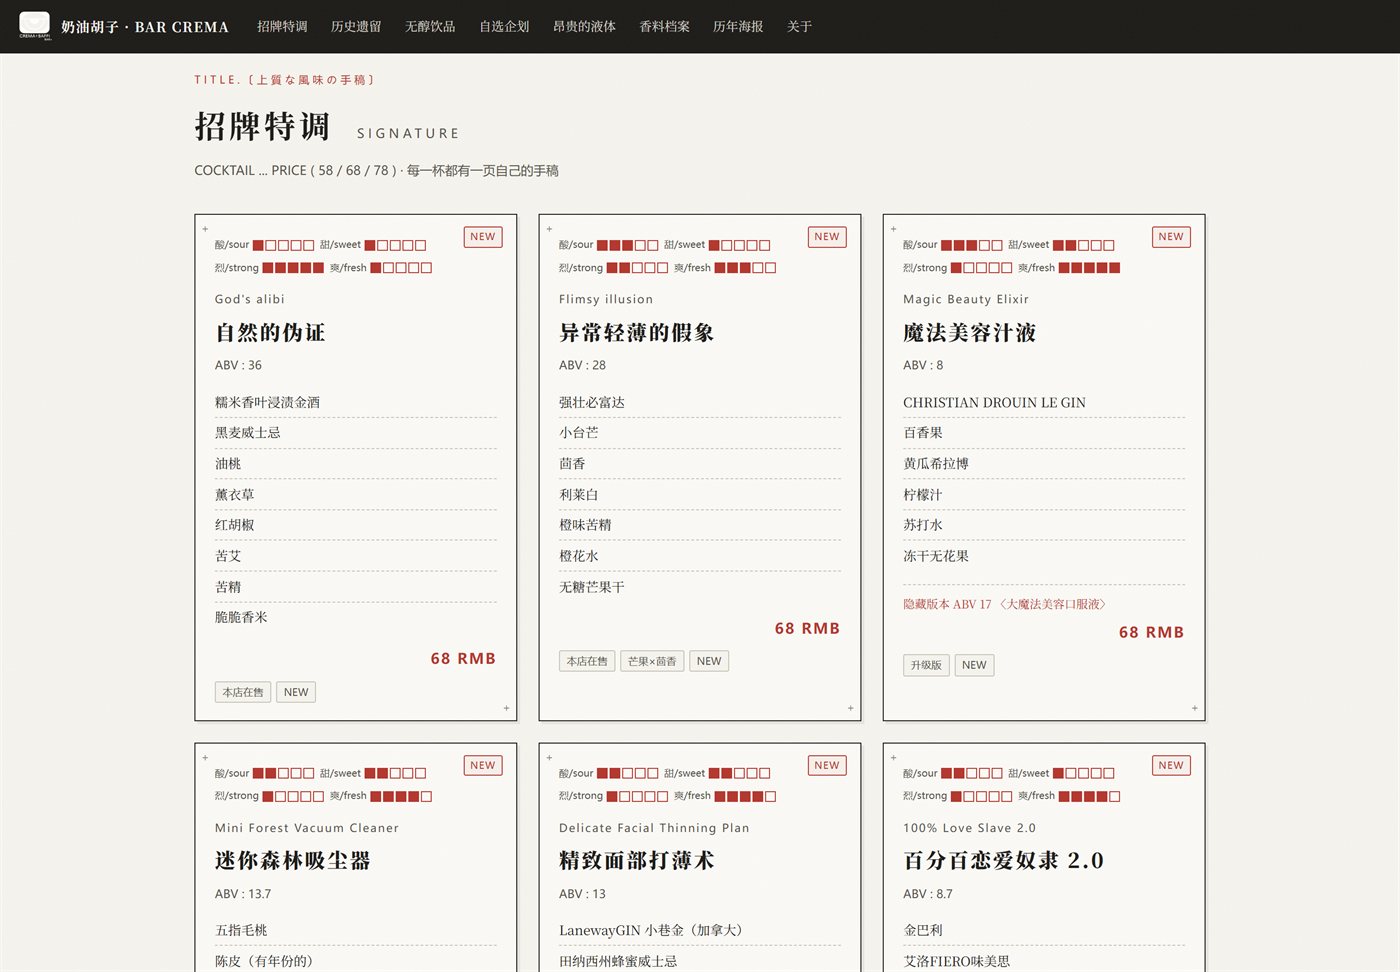 奶油胡子 · BAR CREMA 招牌特调 历史遗留 无醇饮品 自选企划 昂贵的液体 香料档案 历年海报 关于
TITLE.〔上質な風味の手稿〕
招牌特调 SIGNATURE
COCKTAIL ... PRICE ( 58 / 68 / 78 ) · 每一杯都有一页自己的手稿
酸/sour 甜/sweet NEW
烈/strong 爽/fresh
God's alibi
自然的伪证
ABV : 36
糯米香叶浸渍金酒
黑麦威士忌
油桃
薰衣草
红胡椒
苦艾
苦精
脆脆香米
68 RMB
本店在售 NEW
酸/sour 甜/sweet NEW
烈/strong 爽/fresh
Flimsy illusion
异常轻薄的假象
ABV : 28
强壮必富达
小台芒
茴香
利莱白
橙味苦精
橙花水
无糖芒果干
68 RMB
本店在售 芒果×茴香 NEW
酸/sour 甜/sweet NEW
烈/strong 爽/fresh
Magic Beauty Elixir
魔法美容汁液
ABV : 8
CHRISTIAN DROUIN LE GIN
百香果
黄瓜希拉博
柠檬汁
苏打水
冻干无花果
隐藏版本 ABV 17 〈大魔法美容口服液〉
68 RMB
升级版 NEW
酸/sour 甜/sweet NEW
烈/strong 爽/fresh
Mini Forest Vacuum Cleaner
迷你森林吸尘器
ABV : 13.7
五指毛桃
陈皮（有年份的）
酸/sour 甜/sweet NEW
烈/strong 爽/fresh
Delicate Facial Thinning Plan
精致面部打薄术
ABV : 13
LanewayGIN 小巷金（加拿大）
田纳西州蜂蜜威士忌
酸/sour 甜/sweet NEW
烈/strong 爽/fresh
100% Love Slave 2.0
百分百恋爱奴隶 2.0
ABV : 8.7
金巴利
艾洛FIERO味美思